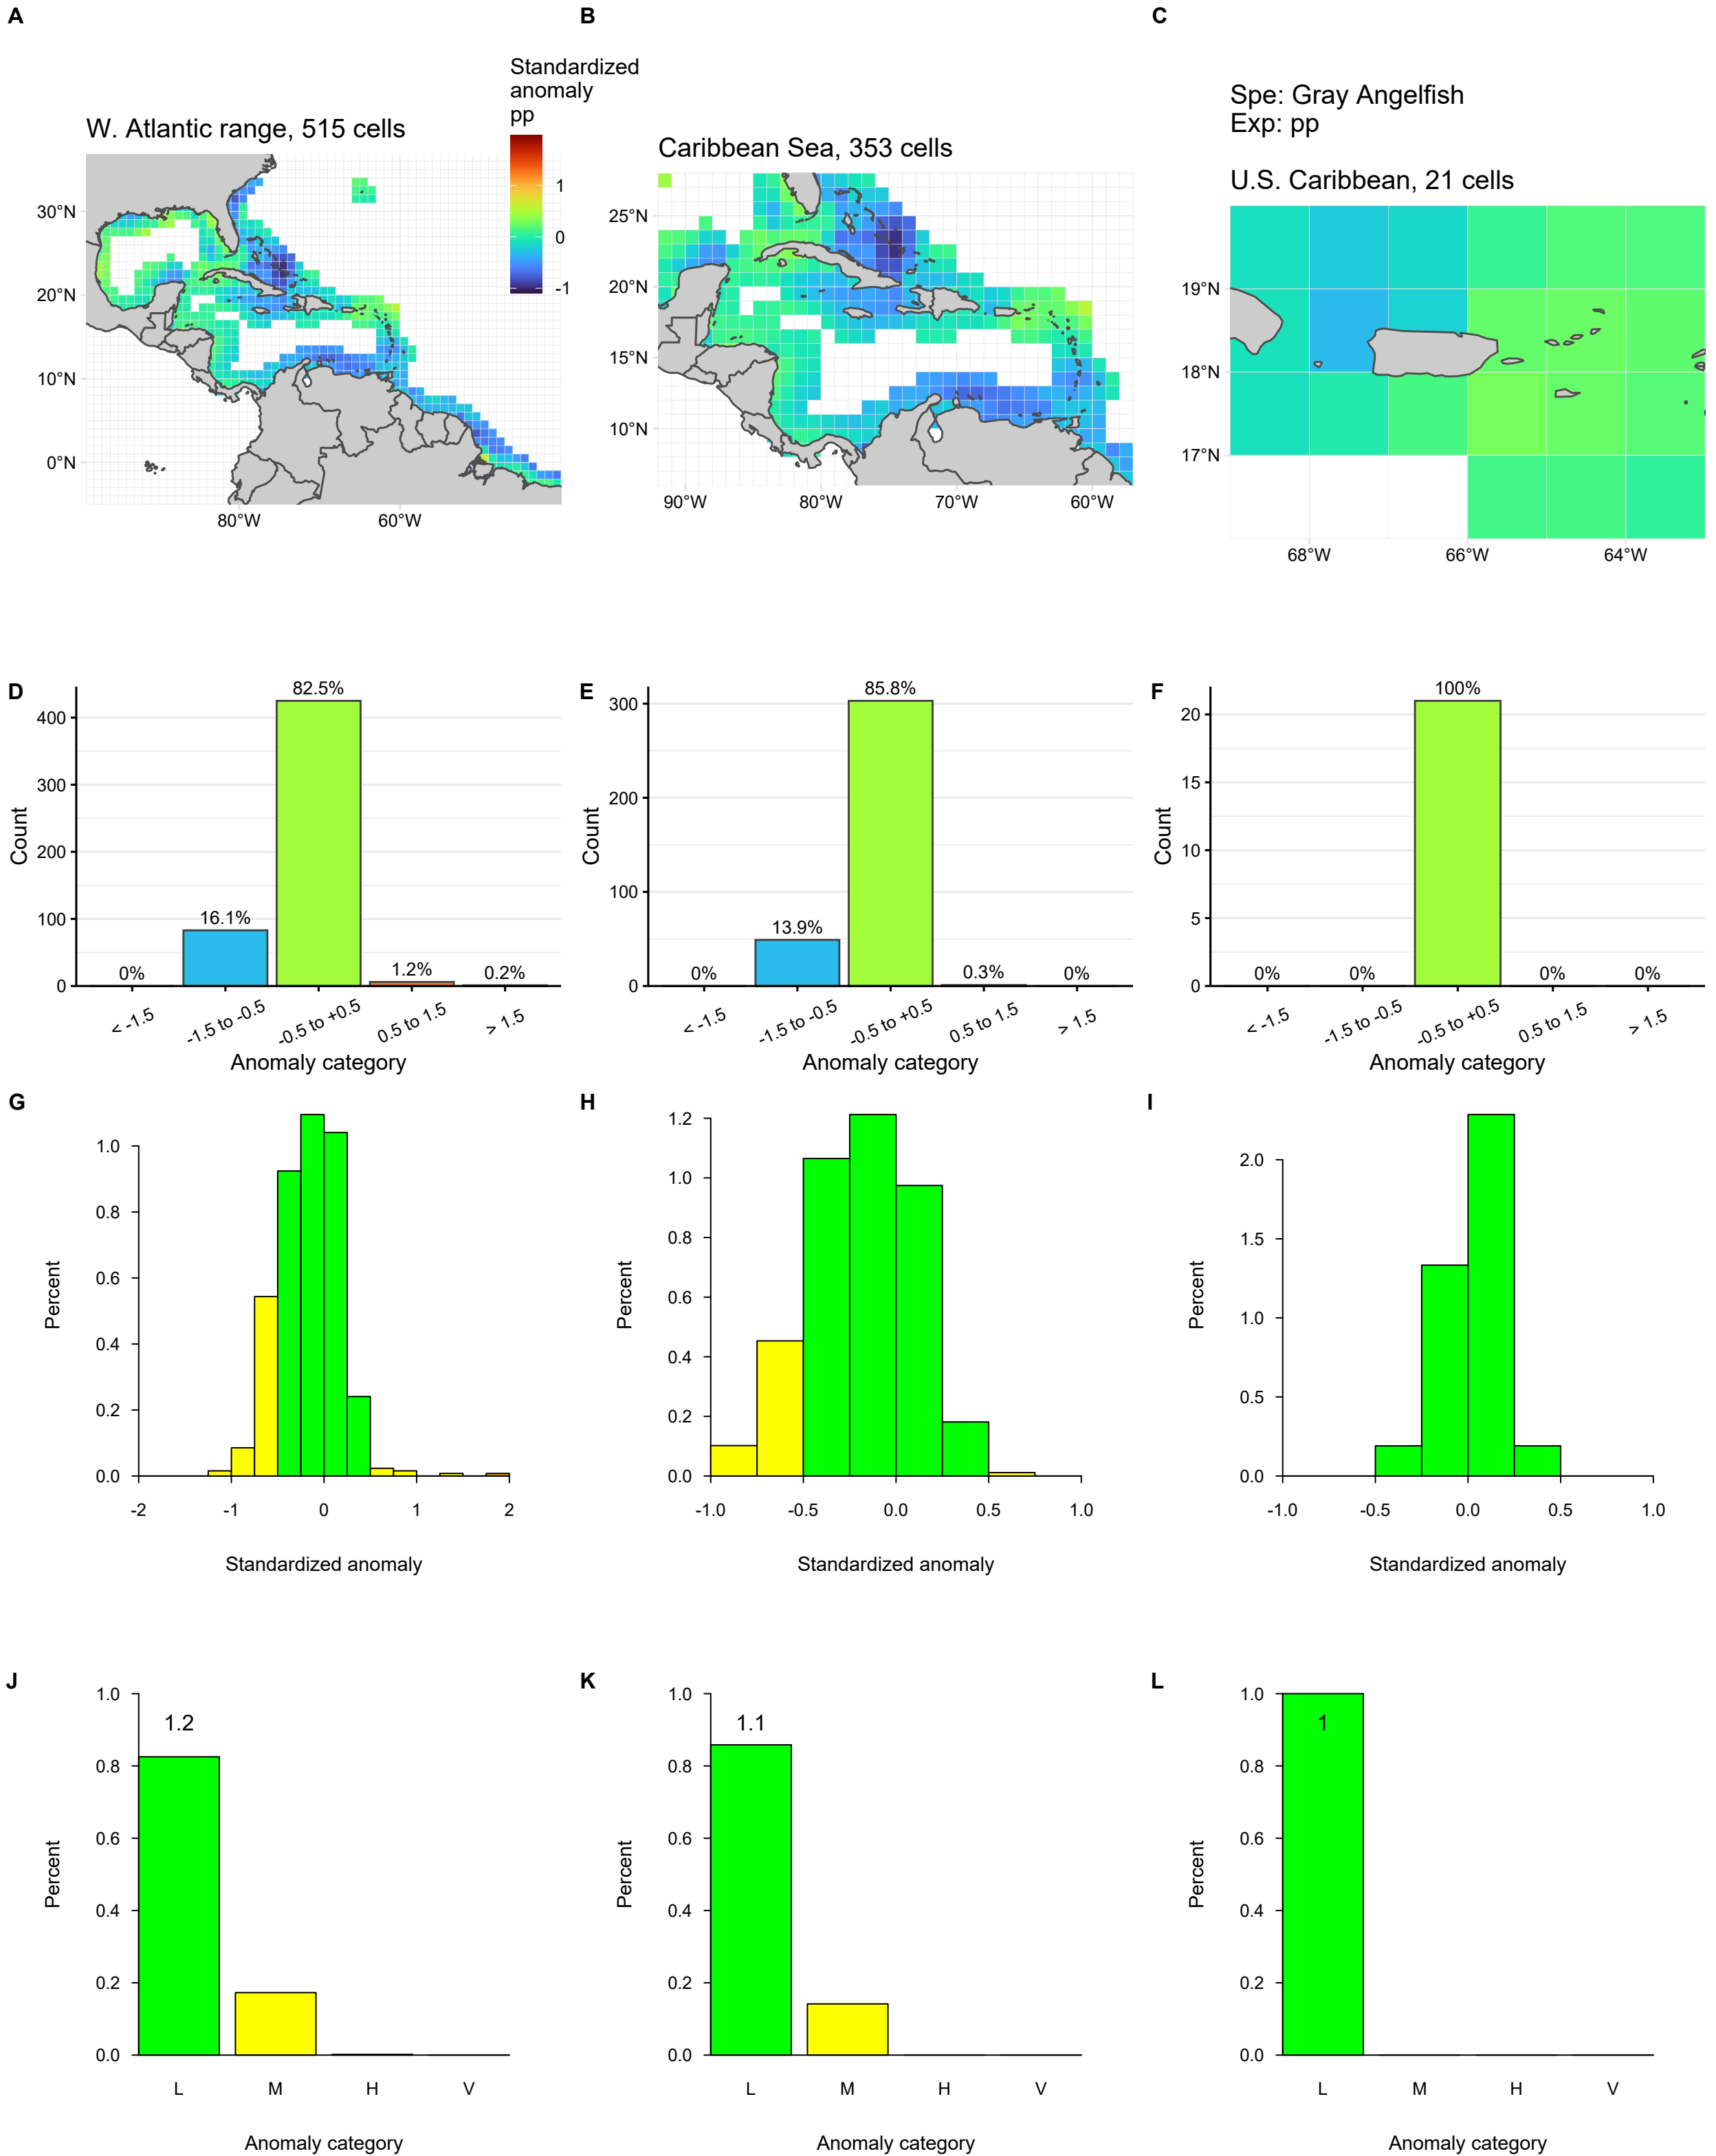 A
B
C
Standardized
anomaly
pp
1
0
-1
W. Atlantic range, 515 cells
30°N
20°N
10°N
0°N
80°W
60°W
Caribbean Sea, 353 cells
25°N
20°N
15°N
10°N
90°W
80°W
70°W
60°W
Spe: Gray Angelfish
Exp: pp
U.S. Caribbean, 21 cells
19°N
18°N
17°N
68°W
66°W
64°W
D
Count
400
300
200
100
0
0%
16.1%
82.5%
1.2%
0.2%
< -1.5
-1.5 to -0.5
-0.5 to +0.5
0.5 to 1.5
> 1.5
Anomaly category
E
Count
300
200
100
0
0%
13.9%
85.8%
0.3%
0%
< -1.5
-1.5 to -0.5
-0.5 to +0.5
0.5 to 1.5
> 1.5
Anomaly category
F
Count
20
15
10
5
0
0%
0%
100%
0%
0%
< -1.5
-1.5 to -0.5
-0.5 to +0.5
0.5 to 1.5
> 1.5
Anomaly category
G
Percent
1.0
0.8
0.6
0.4
0.2
0.0
-2
-1
0
1
2
Standardized anomaly
H
Percent
1.2
1.0
0.8
0.6
0.4
0.2
0.0
-1.0
-0.5
0.0
0.5
1.0
Standardized anomaly
I
Percent
2.0
1.5
1.0
0.5
0.0
-1.0
-0.5
0.0
0.5
1.0
Standardized anomaly
J
Percent
1.0
0.8
0.6
0.4
0.2
0.0
1.2
L
M
H
V
Anomaly category
K
Percent
1.0
0.8
0.6
0.4
0.2
0.0
1.1
L
M
H
V
Anomaly category
L
Percent
1.0
0.8
0.6
0.4
0.2
0.0
1
L
M
H
V
Anomaly category